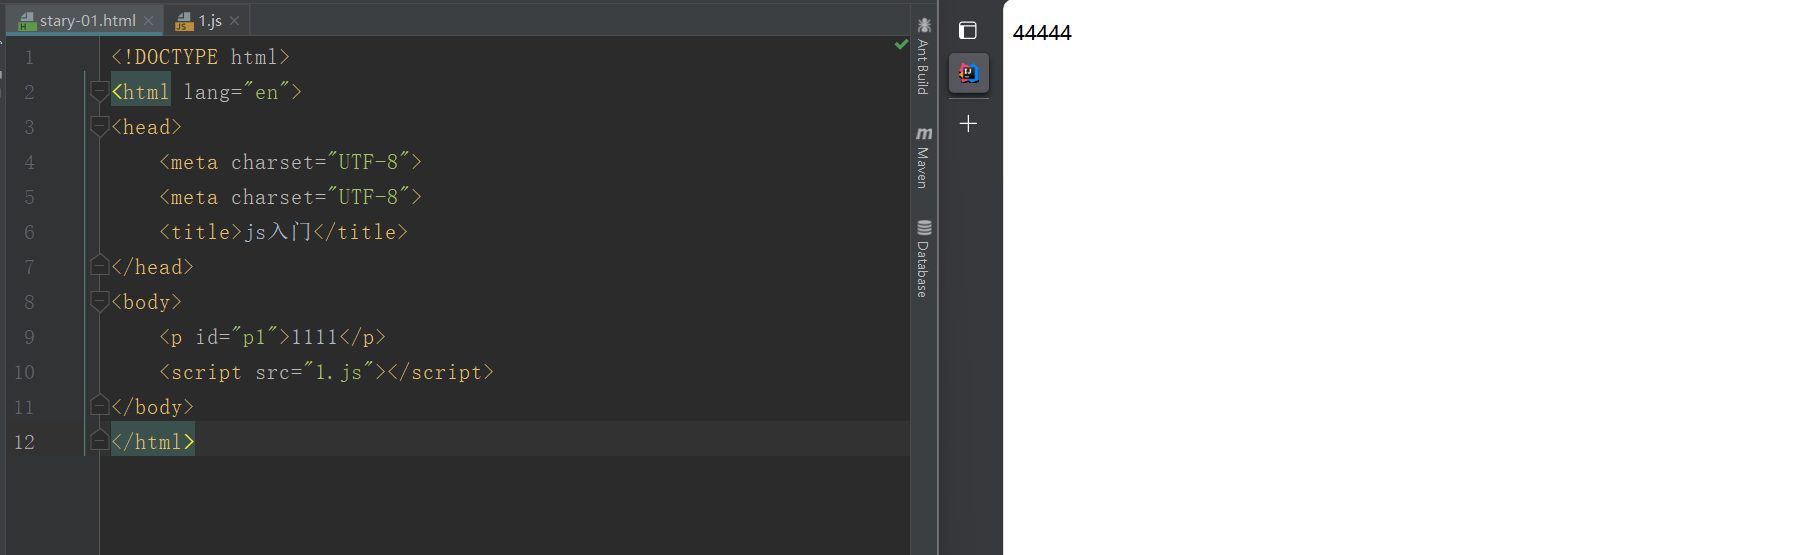 stary-01.html
1.js
1 <!DOCTYPE html>
2 <html lang="en">
3 <head>
4 <meta charset="UTF-8">
5 <meta charset="UTF-8">
6 <title>js入门</title>
7 </head>
8 <body>
9 <p id="p1">1111</p>
10 <script src="1.js"></script>
11 </body>
12 </html>
Ant Build
m Maven
Database
44444